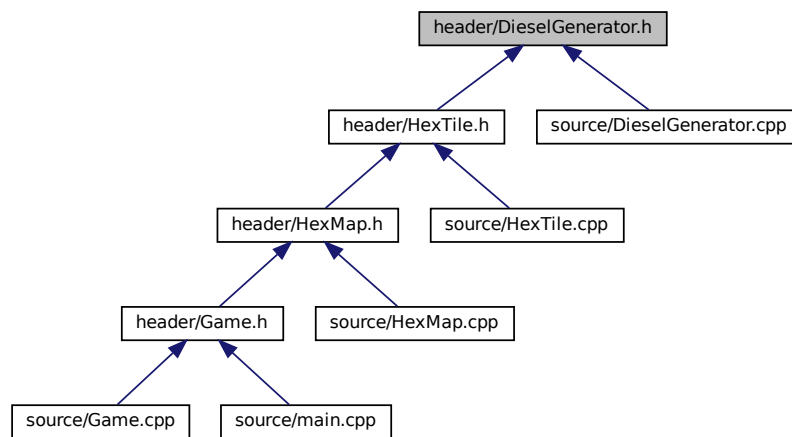 header/DieselGenerator.h
header/HexTile.h
source/DieselGenerator.cpp
header/HexMap.h
source/HexTile.cpp
header/Game.h
source/HexMap.cpp
source/Game.cpp
source/main.cpp